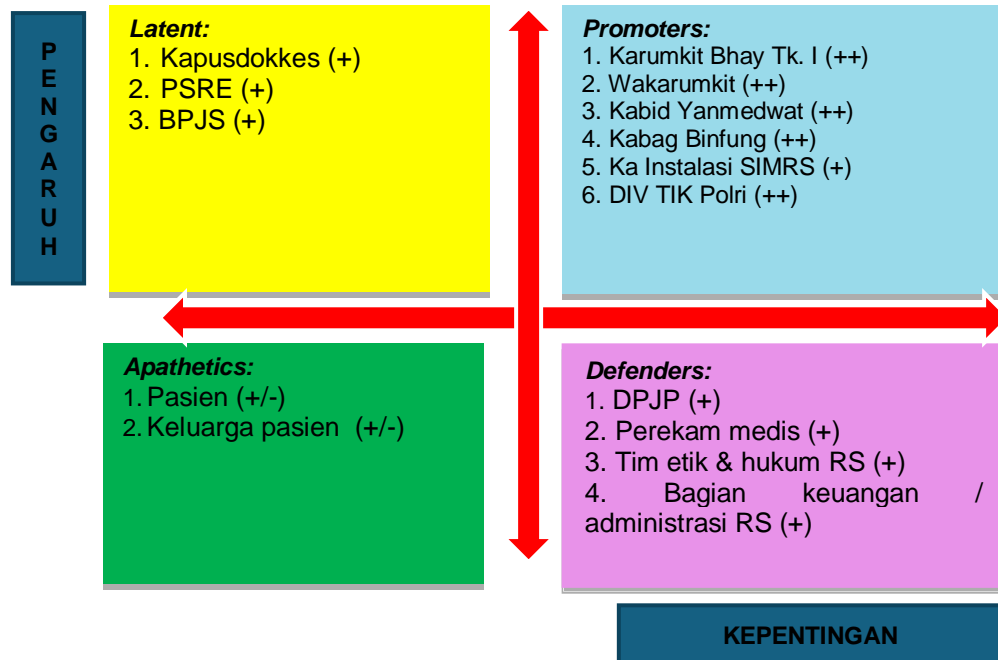 PENGARUH
Latent:
1. Kapusdokkes (+)
2. PSRE (+)
3. BPJS (+)
Promoters:
1. Karumkit Bhay Tk. I (++)
2. Wakarumkit (++)
3. Kabid Yanmedwat (++)
4. Kabag Binfung (++)
5. Ka Instalasi SIMRS (+)
6. DIV TIK Polri (++)
Apathetics:
1. Pasien (+/-)
2. Keluarga pasien (+/-)
Defenders:
1. DPJP (+)
2. Perekam medis (+)
3. Tim etik & hukum RS (+)
4. Bagian keuangan /
administrasi RS (+)
KEPENTINGAN